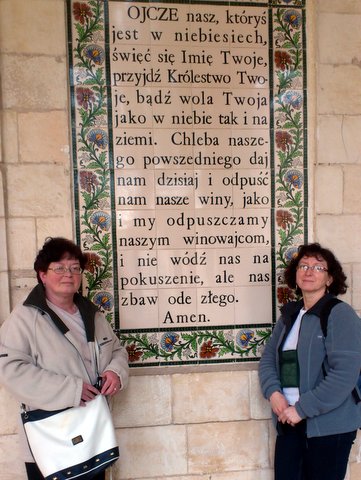 OJCZE nasz, któryś
jest w niebiesiech,
święć się Imię Twoje,
przyjdź Królestwo Two-
je, bądź wola Twoja
jako w niebie tak i na
ziemi. Chleba nasze-
go powszedniego daj
nam dzisiaj i odpuść
nam nasze winy, jako
i my odpuszczamy
naszym winowajcom,
i nie wódź nas na
pokuszenie, ale nas
zbaw ode złego.
Amen.